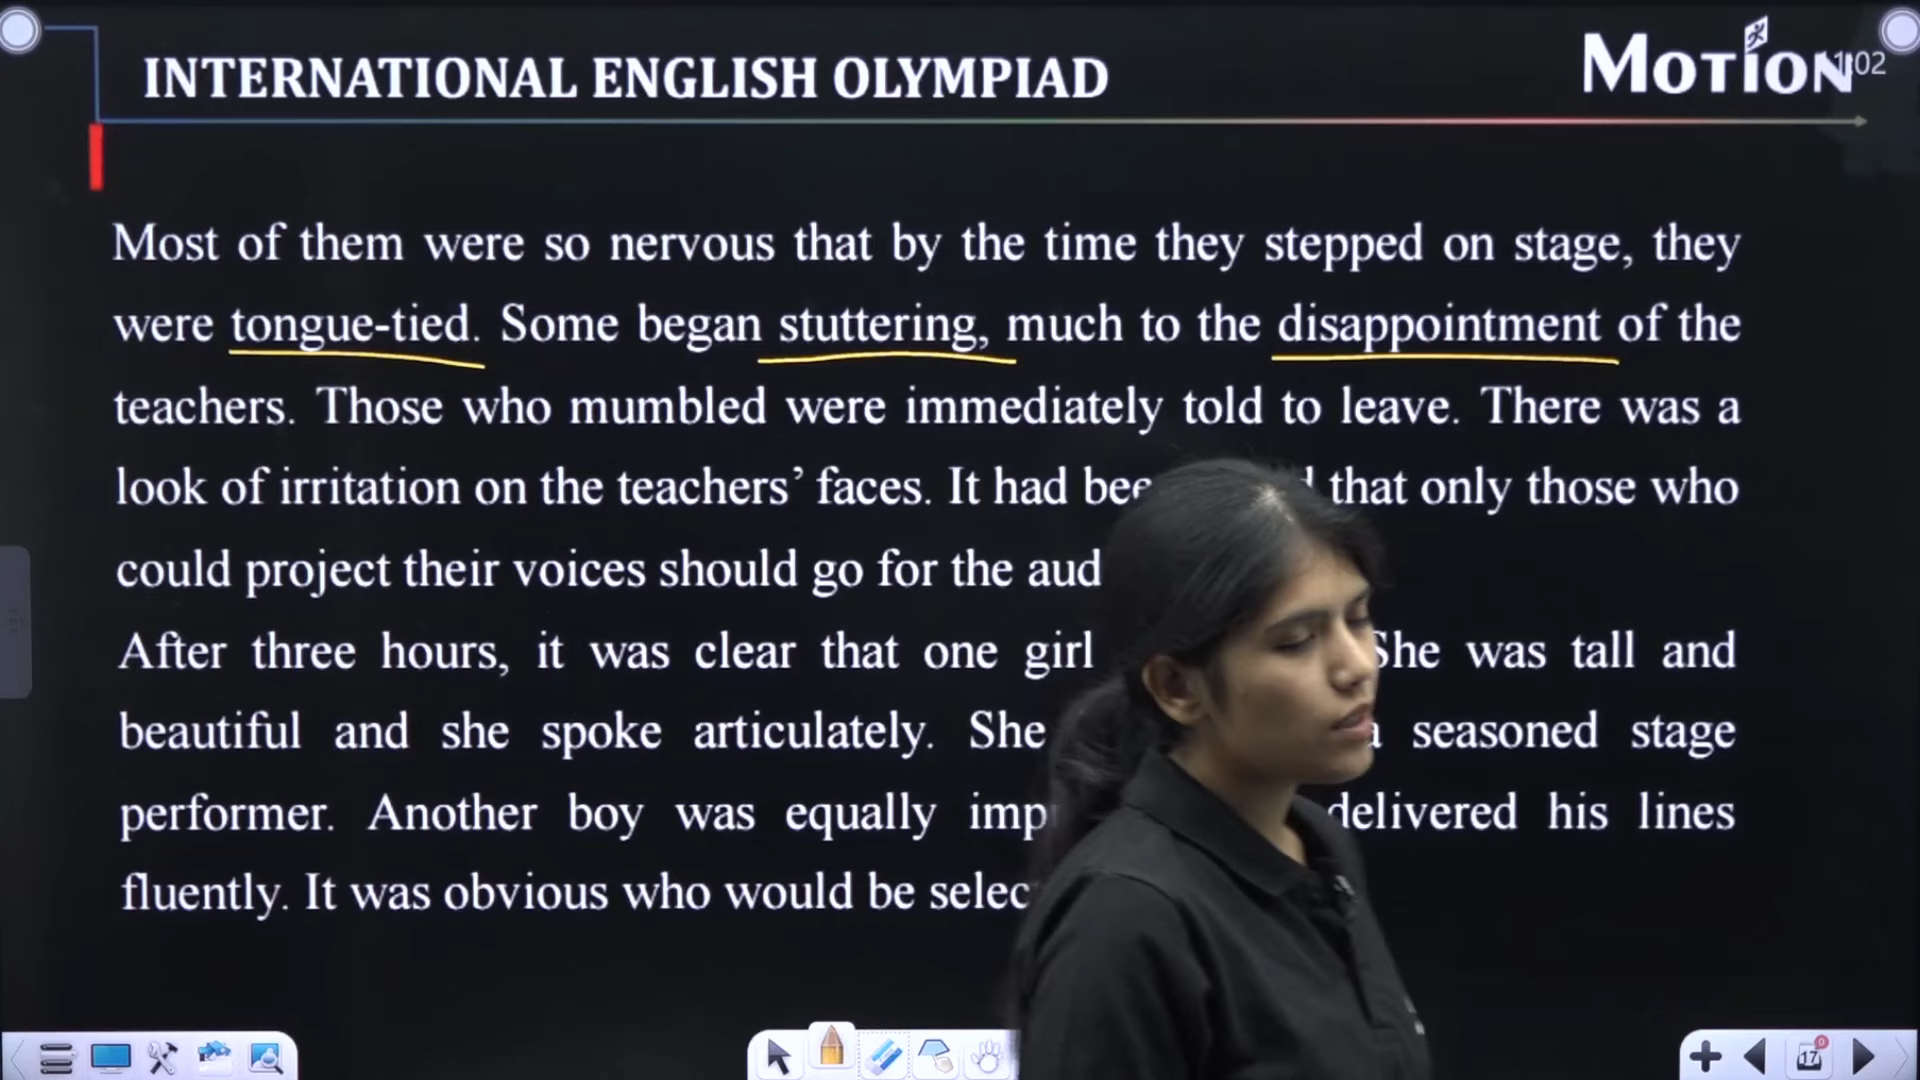 INTERNATIONAL ENGLISH OLYMPIAD
MOTION
1:02
Most of them were so nervous that by the time they stepped on stage, they
were tongue-tied. Some began stuttering, much to the disappointment of the
teachers. Those who mumbled were immediately told to leave. There was a
look of irritation on the teachers' faces. It had that only those who
could project their voices should go for the
After three hours, it was clear that one girl She was tall and
beautiful and she spoke articulately. She a seasoned stage
performer. Another boy was equally delivered his lines
fluently. It was obvious who would be
17
0